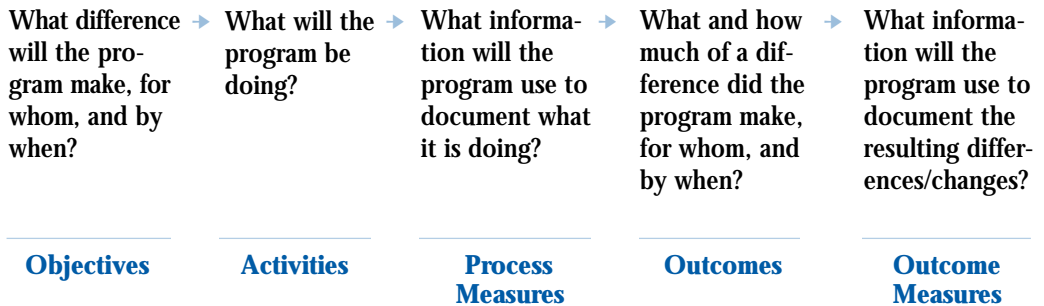 What difference
will the pro-
gram make, for
whom, and by
when?
What will the
program be
doing?
What informa-
tion will the
program use to
document what
it is doing?
What and how
much of a dif-
ference did the
program make,
for whom, and
by when?
What informa-
tion will the
program use to
document the
resulting differ-
ences/changes?
Objectives
Activities
Process
Measures
Outcomes
Outcome
Measures